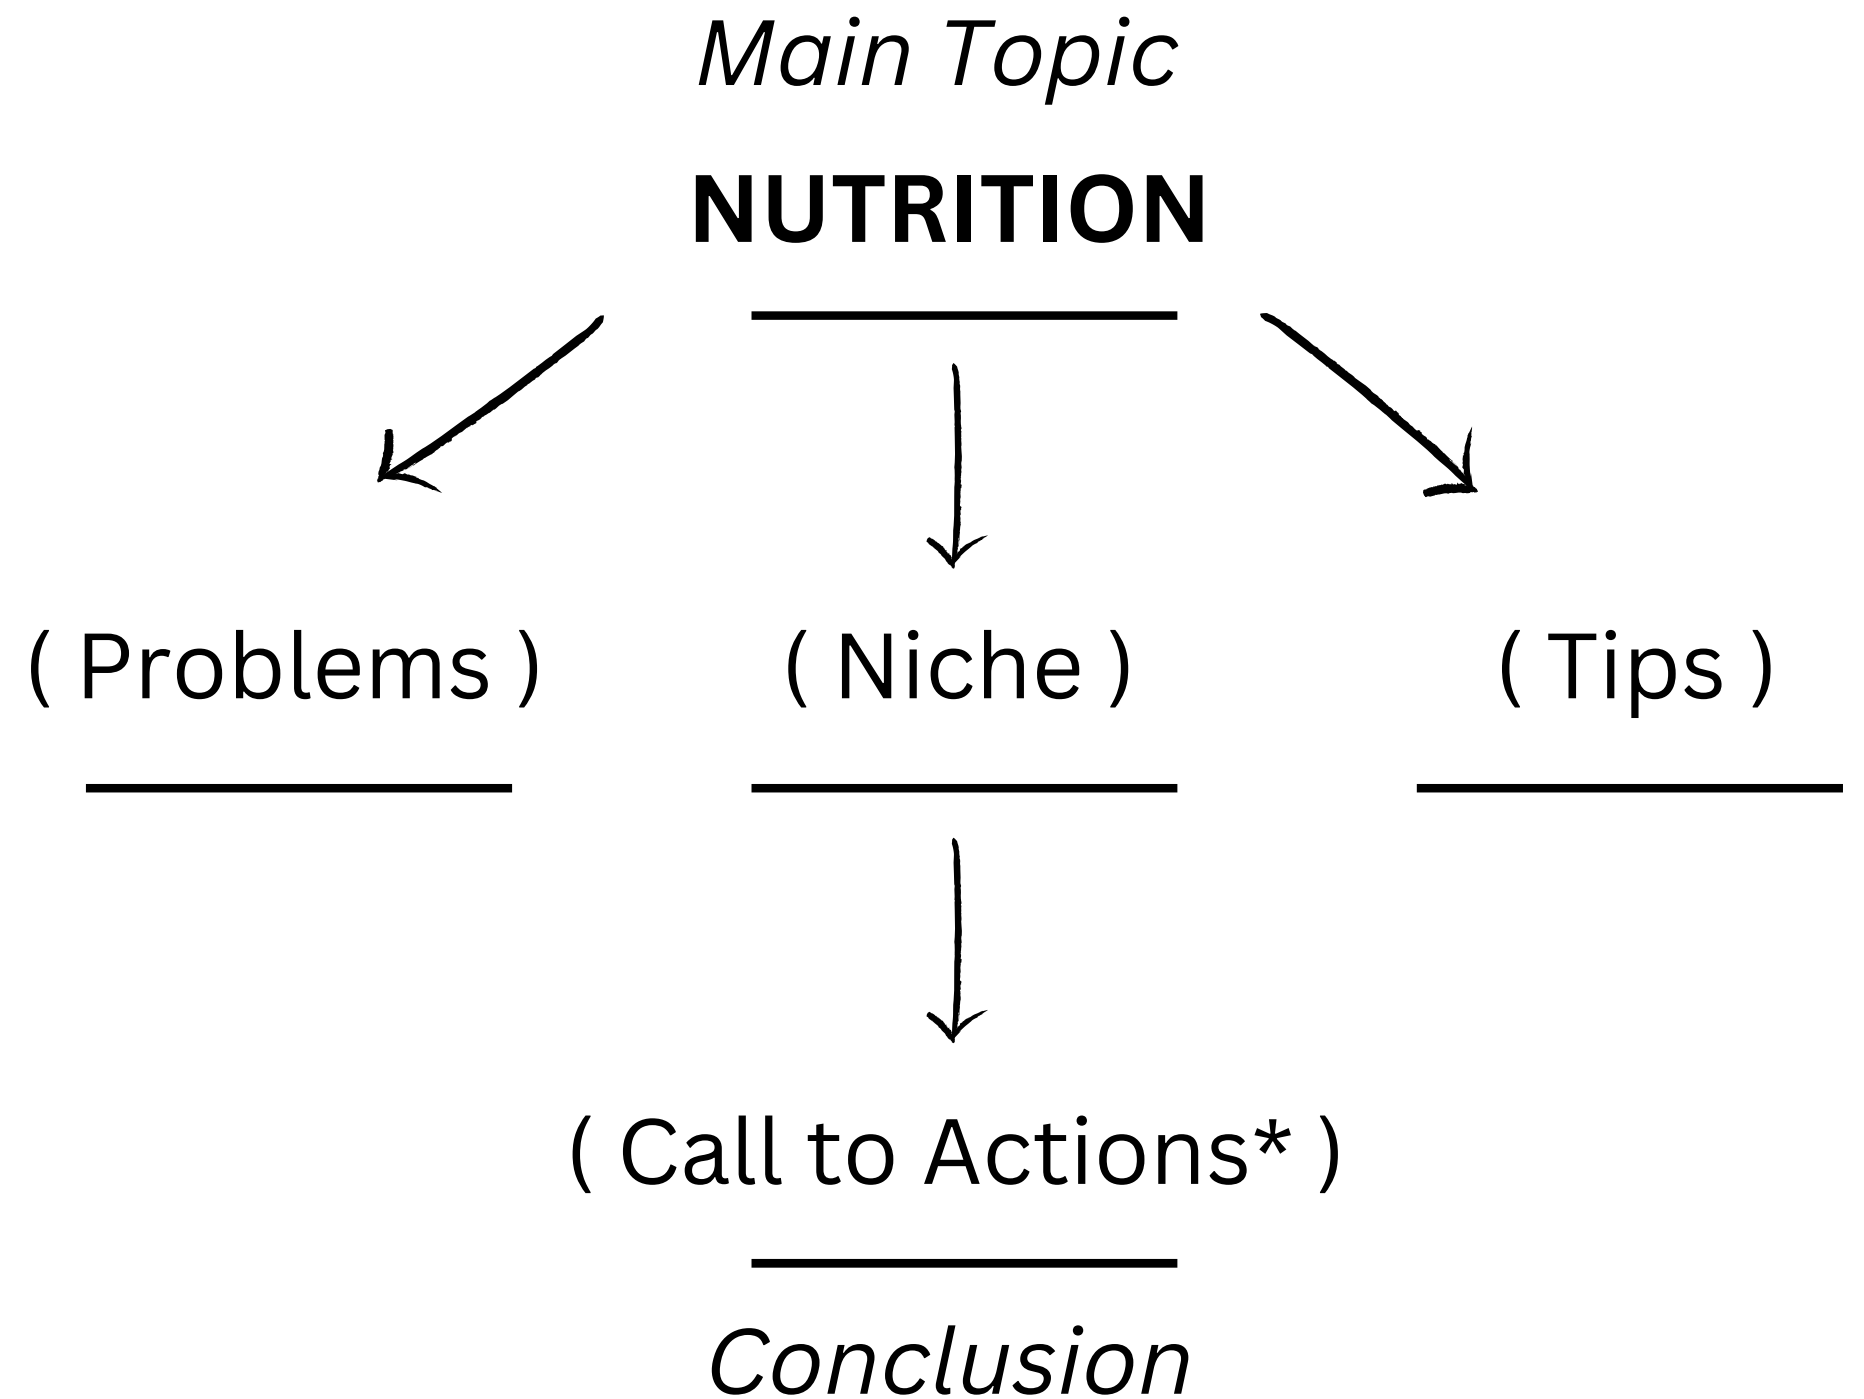 Main Topic
NUTRITION
( Problems )
( Niche )
( Tips )
( Call to Actions* )
Conclusion